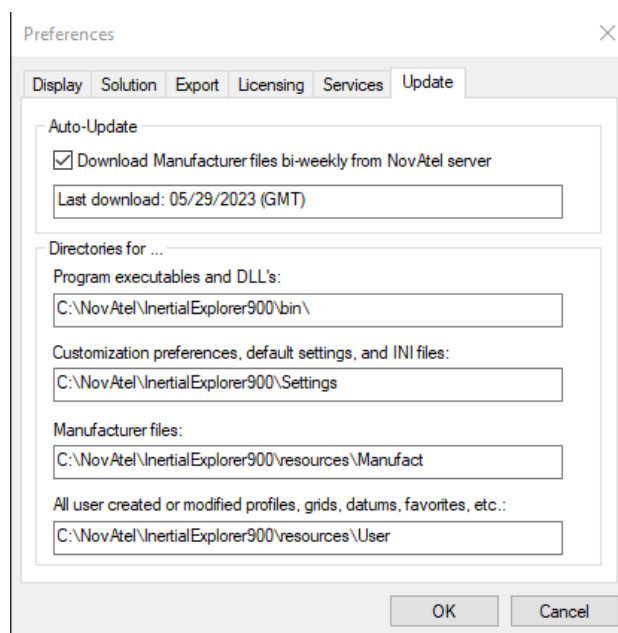 Preferences
Display Solution Export Licensing Services Update
Auto-Update
Download Manufacturer files bi-weekly from NovAtel server
Last download: 05/29/2023 (GMT)
Directories for ...
Program executables and DLL's:
C:\NovAtel\InertialExplorer900\bin\
Customization preferences, default settings, and INI files:
C:\NovAtel\InertialExplorer900\Settings
Manufacturer files:
C:\NovAtel\InertialExplorer900\resources\Manufact
All user created or modified profiles, grids, datums, favorites, etc.:
C:\NovAtel\InertialExplorer900\resources\User
OK Cancel